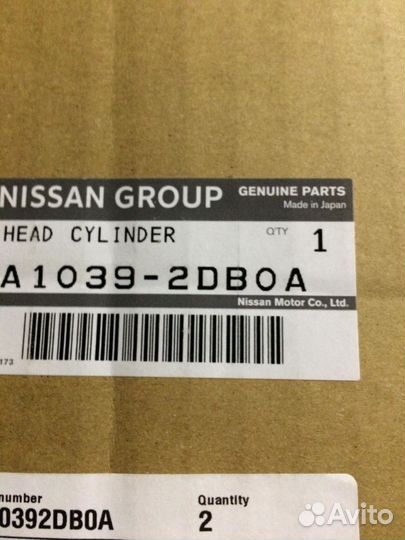 NISSAN GROUP
GENUINE PARTS
Made in Japan
HEAD CYLINDER
Q'TY 1
A1039-2DB0A
Nissan Motor Co., Ltd.
173
number
Quantity
0392DB0A
2
Avito